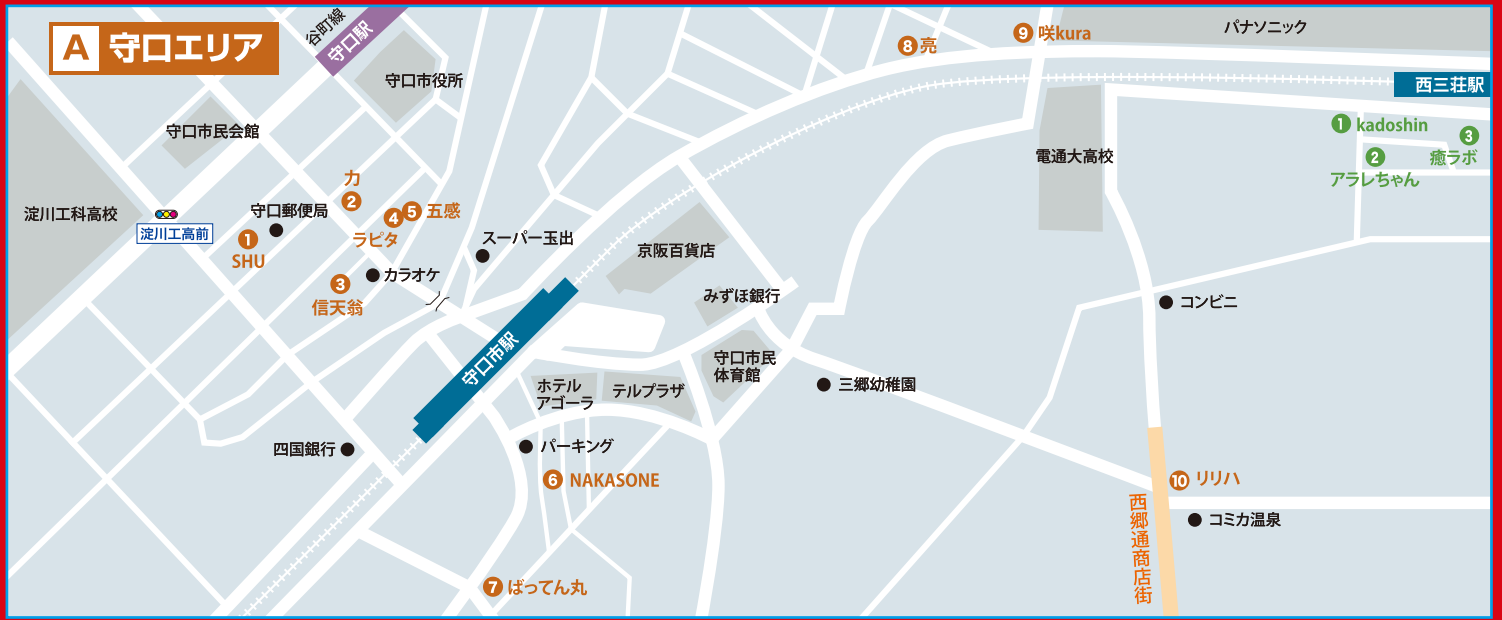 A 守口エリア
谷町線
守口駅
守口市役所
守口市民会館
淀川工科高校
淀川工高前
守口郵便局
1
SHU
力
2
4
ラピタ
5 五感
3
信天翁
カラオケ
スーパー玉出
守口市駅
四国銀行
京阪百貨店
みずほ銀行
守口市民
体育館
ホテル
アゴーラ
テルプラザ
パーキング
6 NAKASONE
7 ばってん丸
三郷幼稚園
8 亮
9 咲kura
パナソニック
西三荘駅
電通大高校
1 kadoshin
2
アラレちゃん
3
癒ラボ
コンビニ
10 リリハ
コミカ温泉
西郷通商店街